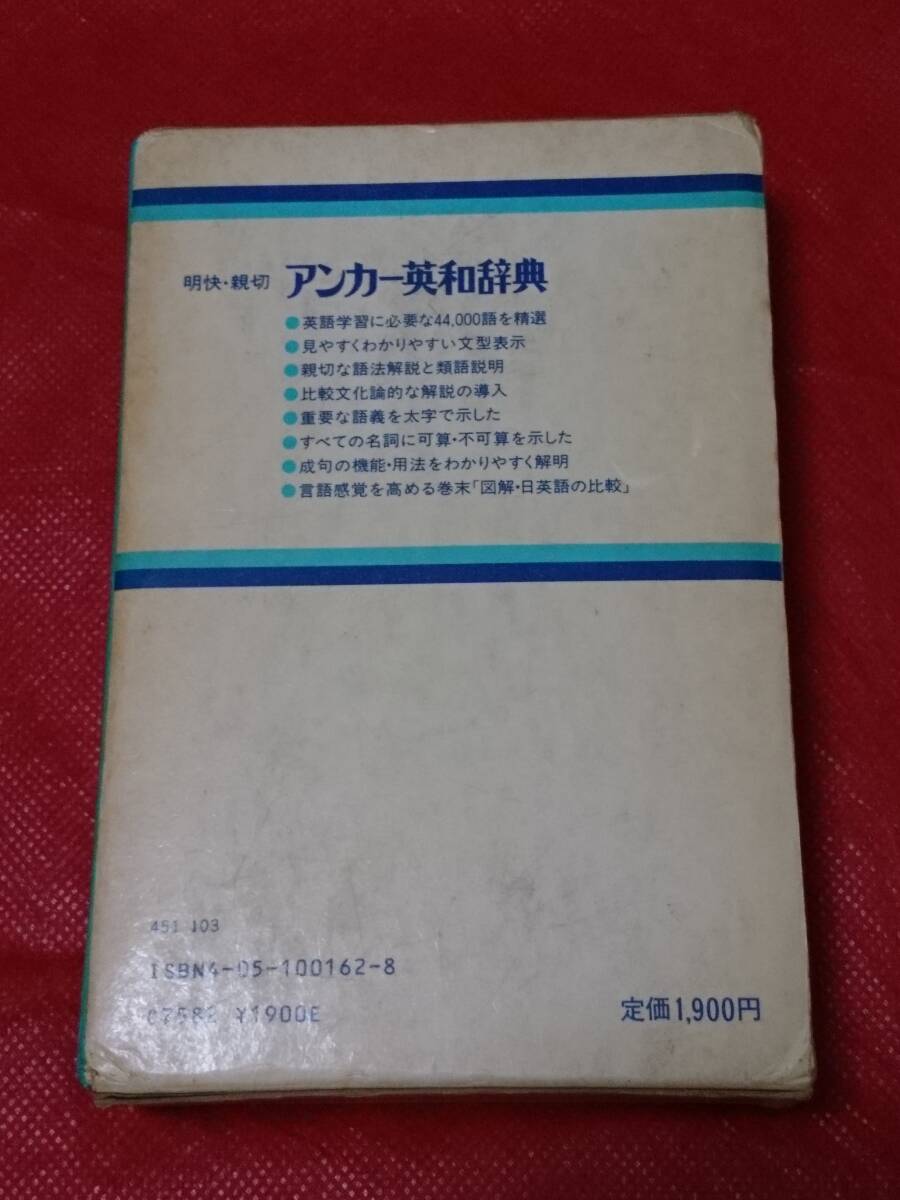 明快・親切 アンカー英和辞典
●英語学習に必要な44,000語を精選
●見やすくわかりやすい文型表示
●親切な語法解説と類語説明
●比較文化論的な解説の導入
●重要な語義を太字で示した
●すべての名詞に可算・不可算を示した
●成句の機能・用法をわかりやすく解明
●言語感覚を高める巻末「図解・日英語の比較」
451 103
ISBN4-05-100162-8
C7582 ¥1900E
定価1,900円